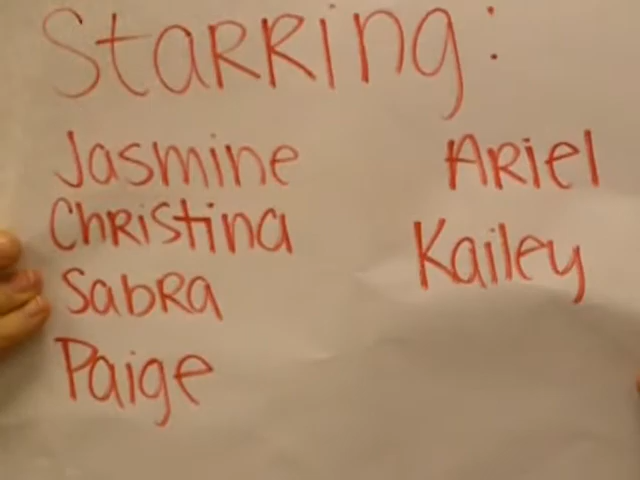 Starring:
Jasmine
Christina
Sabra
Paige
Ariel
Kailey